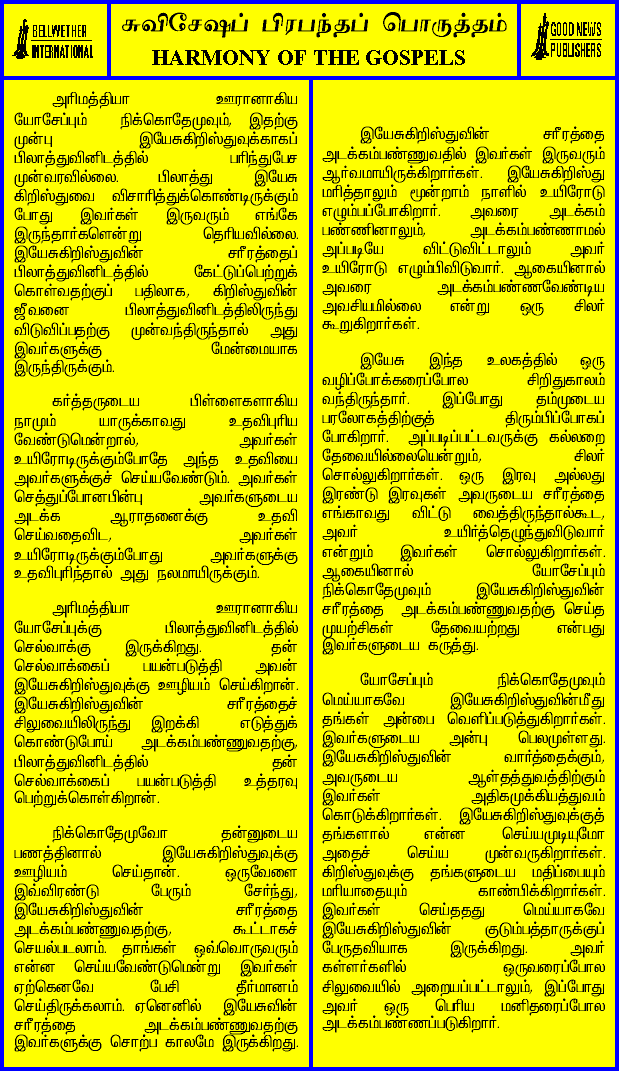 BELLWETHER
INTERNATIONAL
சுவிசேஷப் பிரபந்தப் பொருத்தம்
HARMONY OF THE GOSPELS
GOOD NEWS
PUBLISHERS
அரிமத்தியா ஊரானாகிய
யோசேப்பும் நிக்கொதேமுவும், இதற்கு
முன்பு இயேசுகிறிஸ்துவுக்காகப்
பிலாத்துவினிடத்தில் பரிந்துபேச
முன்வரவில்லை. பிலாத்து இயேசு
கிறிஸ்துவை விசாரித்துக்கொண்டிருக்கும்
போது இவர்கள் இருவரும் எங்கே
இருந்தார்களென்று தெரியவில்லை.
இயேசுகிறிஸ்துவின் சரீரத்தைப்
பிலாத்துவினிடத்தில் கேட்டுப்பெற்றுக்
கொள்வதற்குப் பதிலாக, கிறிஸ்துவின்
ஜீவனை பிலாத்துவினிடத்திலிருந்து
விடுவிப்பதற்கு முன்வந்திருந்தால் அது
இவர்களுக்கு மேன்மையாக
இருந்திருக்கும்.
கர்த்தருடைய பிள்ளைகளாகிய
நாமும் யாருக்காவது உதவிபுரிய
வேண்டுமென்றால், அவர்கள்
உயிரோடிருக்கும்போதே அந்த உதவியை
அவர்களுக்குச் செய்யவேண்டும். அவர்கள்
செத்துப்போனபின்பு அவர்களுடைய
அடக்க ஆராதனைக்கு உதவி
செய்வதைவிட, அவர்கள்
உயிரோடிருக்கும்போது அவர்களுக்கு
உதவிபுரிந்தால் அது நலமாயிருக்கும்.
அரிமத்தியா ஊரானாகிய
யோசேப்புக்கு பிலாத்துவினிடத்தில்
செல்வாக்கு இருக்கிறது. தன்
செல்வாக்கைப் பயன்படுத்தி அவன்
இயேசுகிறிஸ்துவுக்கு ஊழியம் செய்கிறான்.
இயேசுகிறிஸ்துவின் சரீரத்தைச்
சிலுவையிலிருந்து இறக்கி எடுத்துக்
கொண்டுபோய் அடக்கம்பண்ணுவதற்கு,
பிலாத்துவினிடத்தில் தன்
செல்வாக்கைப் பயன்படுத்தி உத்தரவு
பெற்றுக்கொள்கிறான்.
நிக்கொதேமுவோ தன்னுடைய
பணத்தினால் இயேசுகிறிஸ்துவுக்கு
ஊழியம் செய்தான். ஒருவேளை
இவ்விரண்டு பேரும் சேர்ந்து,
இயேசுகிறிஸ்துவின் சரீரத்தை
அடக்கம்பண்ணுவதற்கு, கூட்டாகச்
செயல்படலாம். தாங்கள் ஒவ்வொருவரும்
என்ன செய்யவேண்டுமென்று இவர்கள்
ஏற்கெனவே பேசி தீர்மானம்
செய்திருக்கலாம். ஏனெனில் இயேசுவின்
சரீரத்தை அடக்கம்பண்ணுவதற்கு
இவர்களுக்கு சொற்ப காலமே இருக்கிறது.
இயேசுகிறிஸ்துவின் சரீரத்தை
அடக்கம்பண்ணுவதில் இவர்கள் இருவரும்
ஆர்வமாயிருக்கிறார்கள். இயேசுகிறிஸ்து
மரித்தாலும் மூன்றாம் நாளில் உயிரோடு
எழும்பப்போகிறார். அவரை அடக்கம்
பண்ணினாலும், அடக்கம்பண்ணாமல்
அப்படியே விட்டுவிட்டாலும் அவர்
உயிரோடு எழும்பிவிடுவார். ஆகையினால்
அவரை அடக்கம்பண்ணவேண்டிய
அவசியமில்லை என்று ஒரு சிலர்
கூறுகிறார்கள்.
இயேசு இந்த உலகத்தில் ஒரு
வழிப்போக்கரைப்போல சிறிதுகாலம்
வந்திருந்தார். இப்போது தம்முடைய
பரலோகத்திற்குத் திரும்பிப்போகப்
போகிறார். அப்படிப்பட்டவருக்கு கல்லறை
தேவையில்லையென்றும், சிலர்
சொல்லுகிறார்கள். ஒரு இரவு அல்லது
இரண்டு இரவுகள் அவருடைய சரீரத்தை
எங்காவது விட்டு வைத்திருந்தால்கூட,
அவர் உயிர்த்தெழுந்துவிடுவார்
என்றும் இவர்கள் சொல்லுகிறார்கள்.
ஆகையினால் யோசேப்பும்
நிக்கொதேமுவும் இயேசுகிறிஸ்துவின்
சரீரத்தை அடக்கம்பண்ணுவதற்கு செய்த
முயற்சிகள் தேவையற்றது என்பது
இவர்களுடைய கருத்து.
யோசேப்பும் நிக்கொதேமுவும்
மெய்யாகவே இயேசுகிறிஸ்துவின்மீது
தங்கள் அன்பை வெளிப்படுத்துகிறார்கள்.
இவர்களுடைய அன்பு பெலமுள்ளது.
இயேசுகிறிஸ்துவின் வார்த்தைக்கும்,
அவருடைய ஆள்தத்துவத்திற்கும்
இவர்கள் அதிகமுக்கியத்துவம்
கொடுக்கிறார்கள். இயேசுகிறிஸ்துவுக்குத்
தங்களால் என்ன செய்யமுடியுமோ
அதைச் செய்ய முன்வருகிறார்கள்.
கிறிஸ்துவுக்கு தங்களுடைய மதிப்பையும்
மரியாதையும் காண்பிக்கிறார்கள்.
இவர்கள் செய்ததது மெய்யாகவே
இயேசுகிறிஸ்துவின் குடும்பத்தாருக்குப்
பேருதவியாக இருக்கிறது. அவர்
கள்ளர்களில் ஒருவரைப்போல
சிலுவையில் அறையப்பட்டாலும், இப்போது
அவர் ஒரு பெரிய மனிதரைப்போல
அடக்கம்பண்ணப்படுகிறார்.